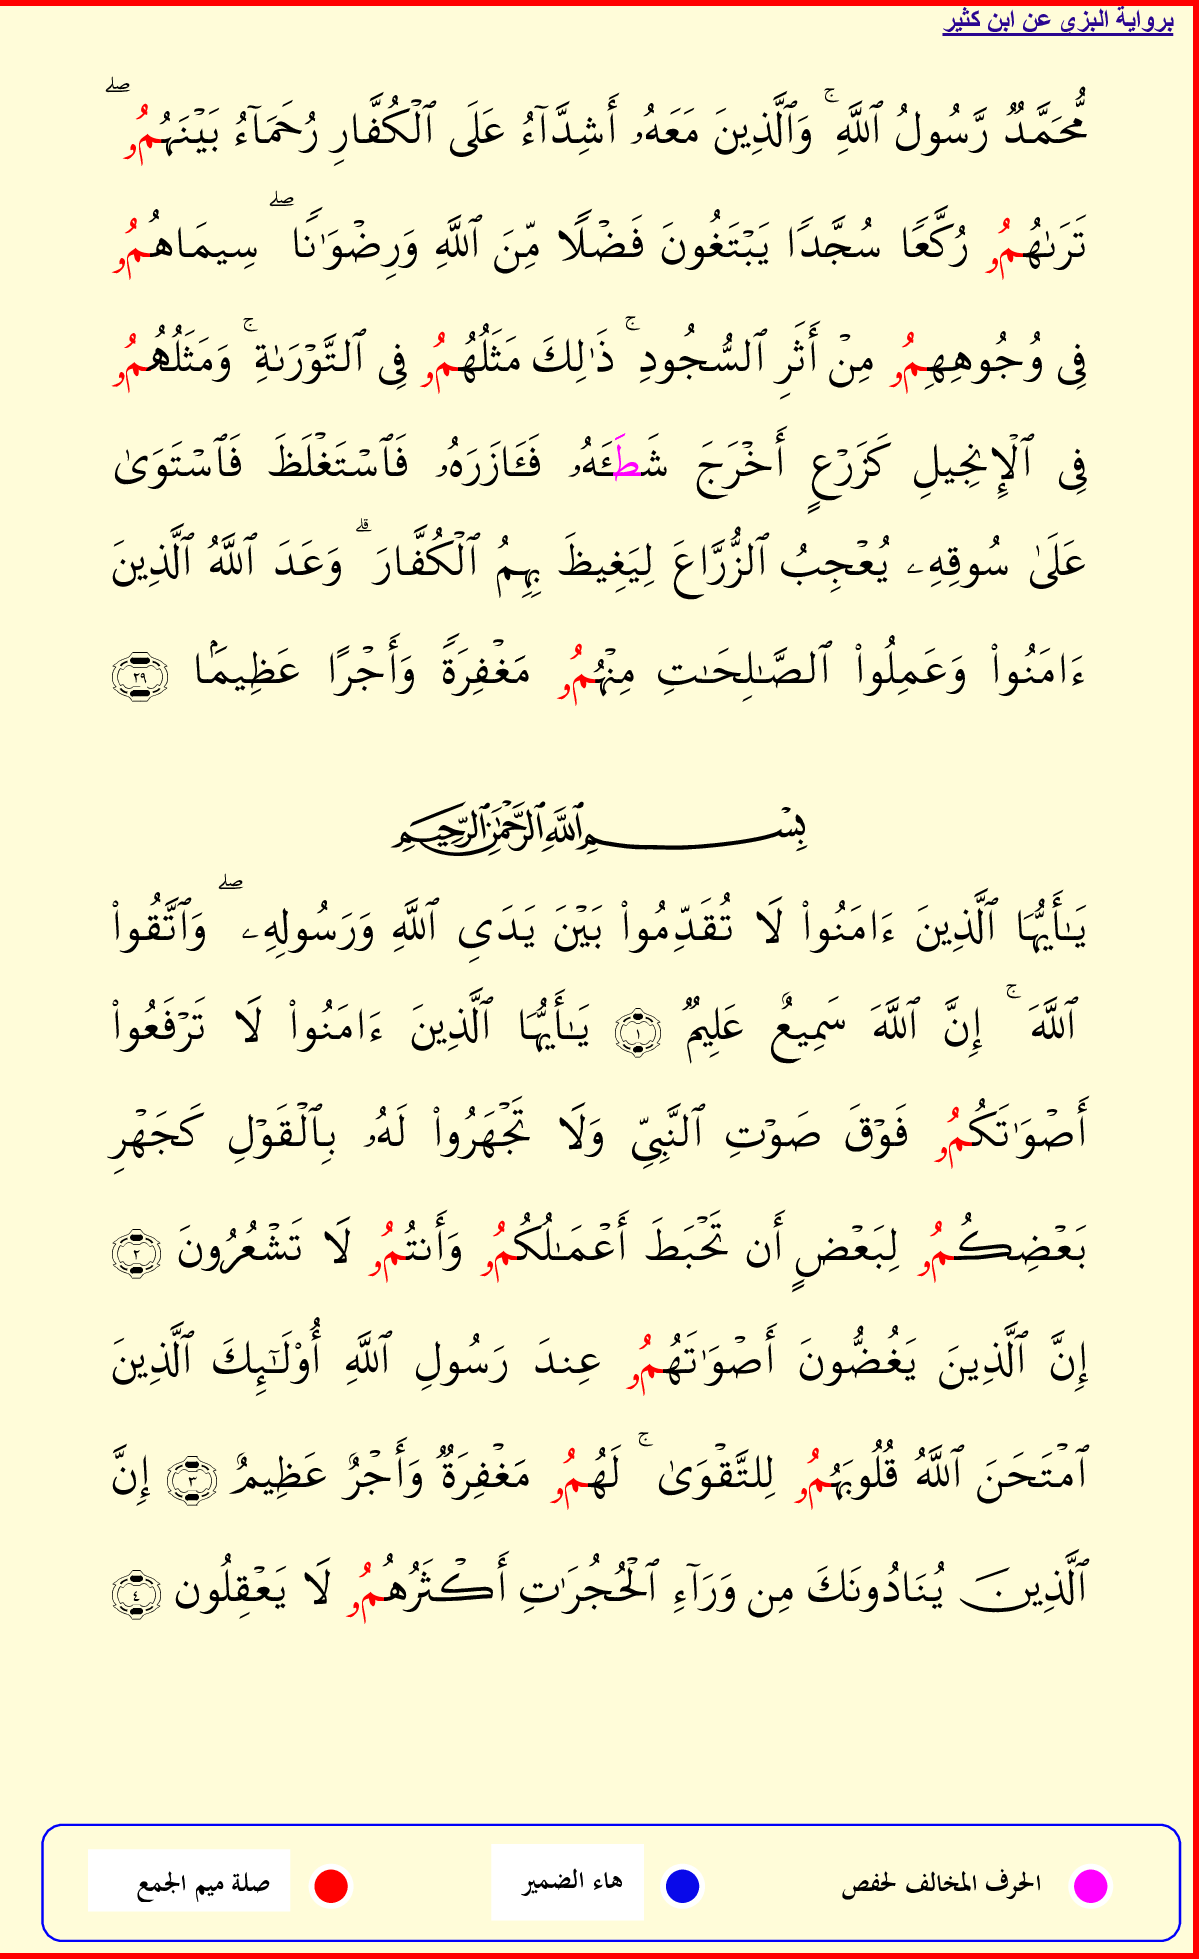 برواية البزي عن ابن كثير
مُّحَمَّدٌ رَّسُولُ ٱللَّهِ ۚ وَٱلَّذِينَ مَعَهُۥ أَشِدَّآءُ عَلَى ٱلْكُفَّارِ رُحَمَآءُ بَيْنَهُمُۥ ۖ
تَرَىٰهُمُۥ رُكَّعًا سُجَّدًا يَبْتَغُونَ فَضْلًا مِّنَ ٱللَّهِ وَرِضْوَٰنًا ۖ سِيمَاهُمُۥ
فِى وُجُوهِهِمُۥ مِنْ أَثَرِ ٱلسُّجُودِ ۚ ذَٰلِكَ مَثَلُهُمُۥ فِى ٱلتَّوْرَىٰةِ ۚ وَمَثَلُهُمُۥ
فِى ٱلْإِنجِيلِ كَزَرْعٍ أَخْرَجَ شَطَـَٔهُۥ فَـَٔازَرَهُۥ فَٱسْتَغْلَظَ فَٱسْتَوَىٰ
عَلَىٰ سُوقِهِۦ يُعْجِبُ ٱلزُّرَّاعَ لِيَغِيظَ بِهِمُ ٱلْكُفَّارَ ۗ وَعَدَ ٱللَّهُ ٱلَّذِينَ
ءَامَنُوا۟ وَعَمِلُوا۟ ٱلصَّـٰلِحَـٰتِ مِنْهُمُۥ مَغْفِرَةً وَأَجْرًا عَظِيمًۢا ٢٩
بِسْمِ ٱللَّهِ ٱلرَّحْمَـٰنِ ٱلرَّحِيمِ
يَـٰٓأَيُّهَا ٱلَّذِينَ ءَامَنُوا۟ لَا تُقَدِّمُوا۟ بَيْنَ يَدَىِ ٱللَّهِ وَرَسُولِهِۦ ۖ وَٱتَّقُوا۟
ٱللَّهَ ۚ إِنَّ ٱللَّهَ سَمِيعٌ عَلِيمٌ ١ يَـٰٓأَيُّهَا ٱلَّذِينَ ءَامَنُوا۟ لَا تَرْفَعُوا۟
أَصْوَٰتَكُمُۥ فَوْقَ صَوْتِ ٱلنَّبِىِّ وَلَا تَجْهَرُوا۟ لَهُۥ بِٱلْقَوْلِ كَجَهْرِ
بَعْضِكُمُۥ لِبَعْضٍ أَن تَحْبَطَ أَعْمَـٰلُكُمُۥ وَأَنتُمُۥ لَا تَشْعُرُونَ ٢
إِنَّ ٱلَّذِينَ يَغُضُّونَ أَصْوَٰتَهُمُۥ عِندَ رَسُولِ ٱللَّهِ أُو۟لَـٰٓئِكَ ٱلَّذِينَ
ٱمْتَحَنَ ٱللَّهُ قُلُوبَهُمُۥ لِلتَّقْوَىٰ ۚ لَهُمُۥ مَغْفِرَةٌ وَأَجْرٌ عَظِيمٌ ٣ إِنَّ
ٱلَّذِينَ يُنَادُونَكَ مِن وَرَآءِ ٱلْحُجُرَٰتِ أَكْثَرُهُمُۥ لَا يَعْقِلُون ٤
الحرف المخالف لحفص هاء الضمير صلة ميم الجمع